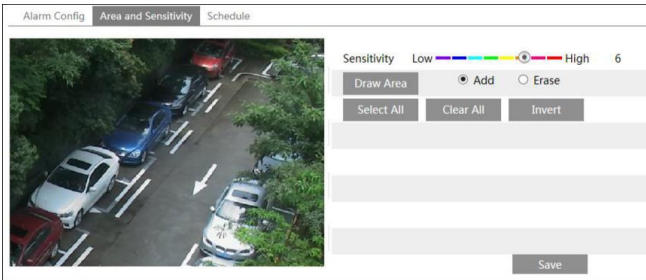 Alarm Config Area and Sensitivity Schedule
Sensitivity Low High 6
Draw Area Add Erase
Select All Clear All Invert
Save